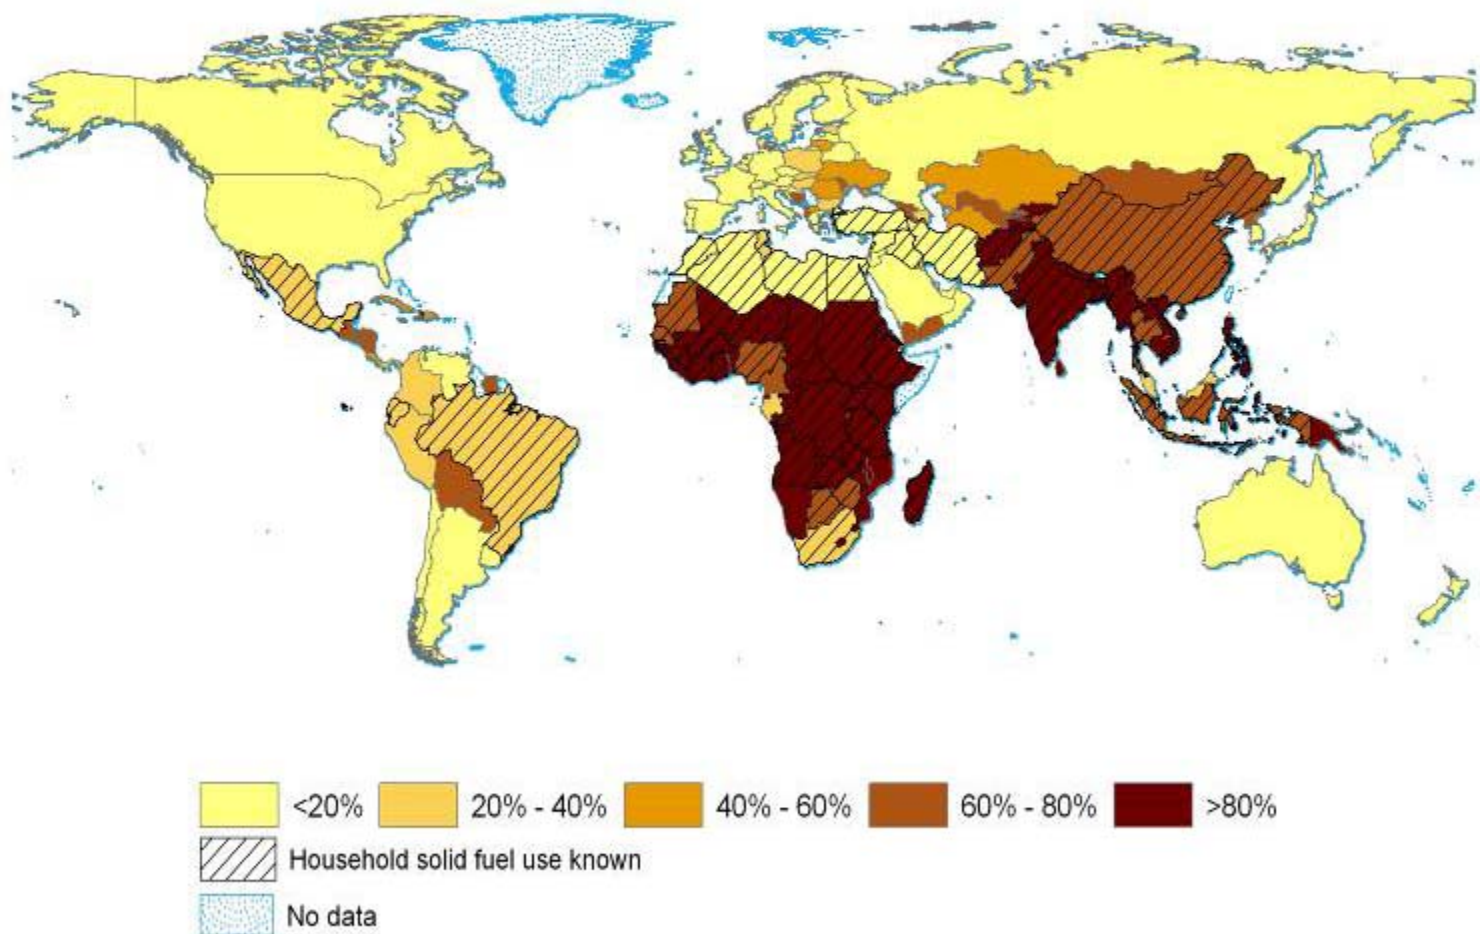 <20% 20% - 40% 40% - 60% 60% - 80% >80%
Household solid fuel use known
No data